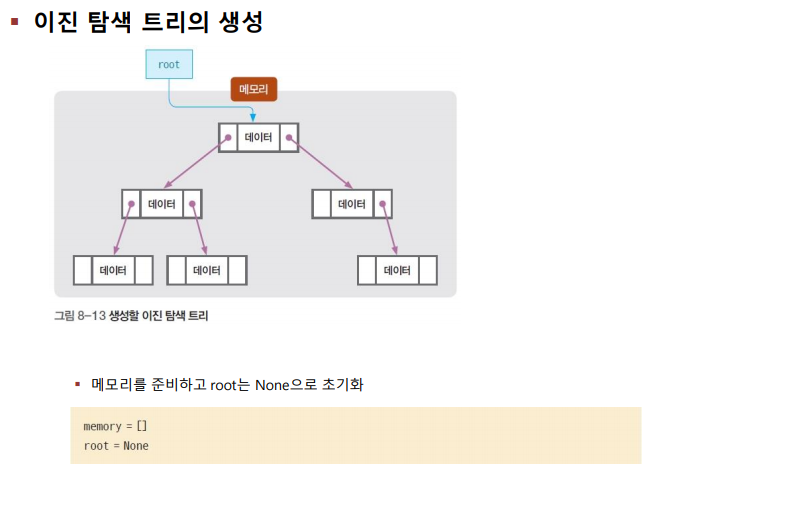 이진 탐색 트리의 생성
root
메모리
데이터
데이터
데이터
데이터
데이터
데이터
그림 8-13 생성할 이진 탐색 트리
메모리를 준비하고 root는 None으로 초기화
memory = []
root = None